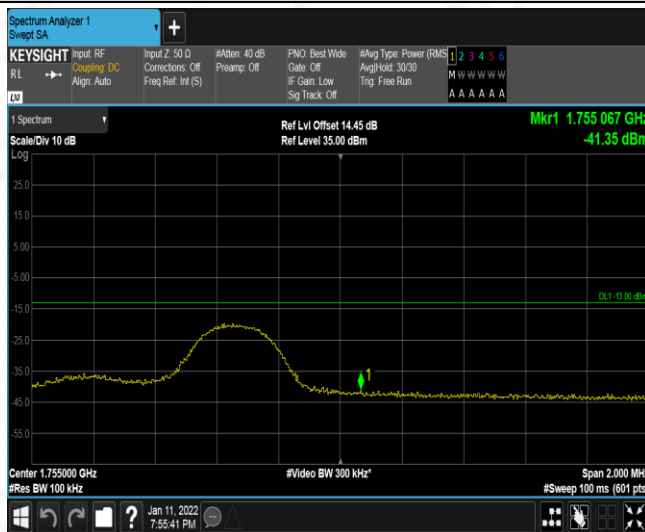 Spectrum Analyzer 1
Swept SA
+
KEYSIGHT
RL
LXI
Input: RF
Coupling: DC
Align: Auto
Input Z: 50 Ω
Corrections: Off
Freq Ref: Int (S)
#Atten: 40 dB
Preamp: Off
PNO: Best Wide
Gate: Off
IF Gain: Low
Sig Track: Off
#Avg Type: Power (RMS
Avg|Hold: 30/30
Trig: Free Run
1 2 3 4 5 6
M W W W W W
A A A A A A
1 Spectrum
Scale/Div 10 dB
Ref Lvl Offset 14.45 dB
Ref Level 35.00 dBm
Mkr1 1.755 067 GHz
-41.35 dBm
Log
25.0
15.0
5.00
-5.00
-15.0
-25.0
-35.0
-45.0
-55.0
DL1 -13.00 dBm
1
Center 1.755000 GHz
#Res BW 100 kHz
#Video BW 300 kHz*
Span 2.000 MHz
#Sweep 100 ms (601 pts)
?
Jan 11, 2022
7:55:41 PM